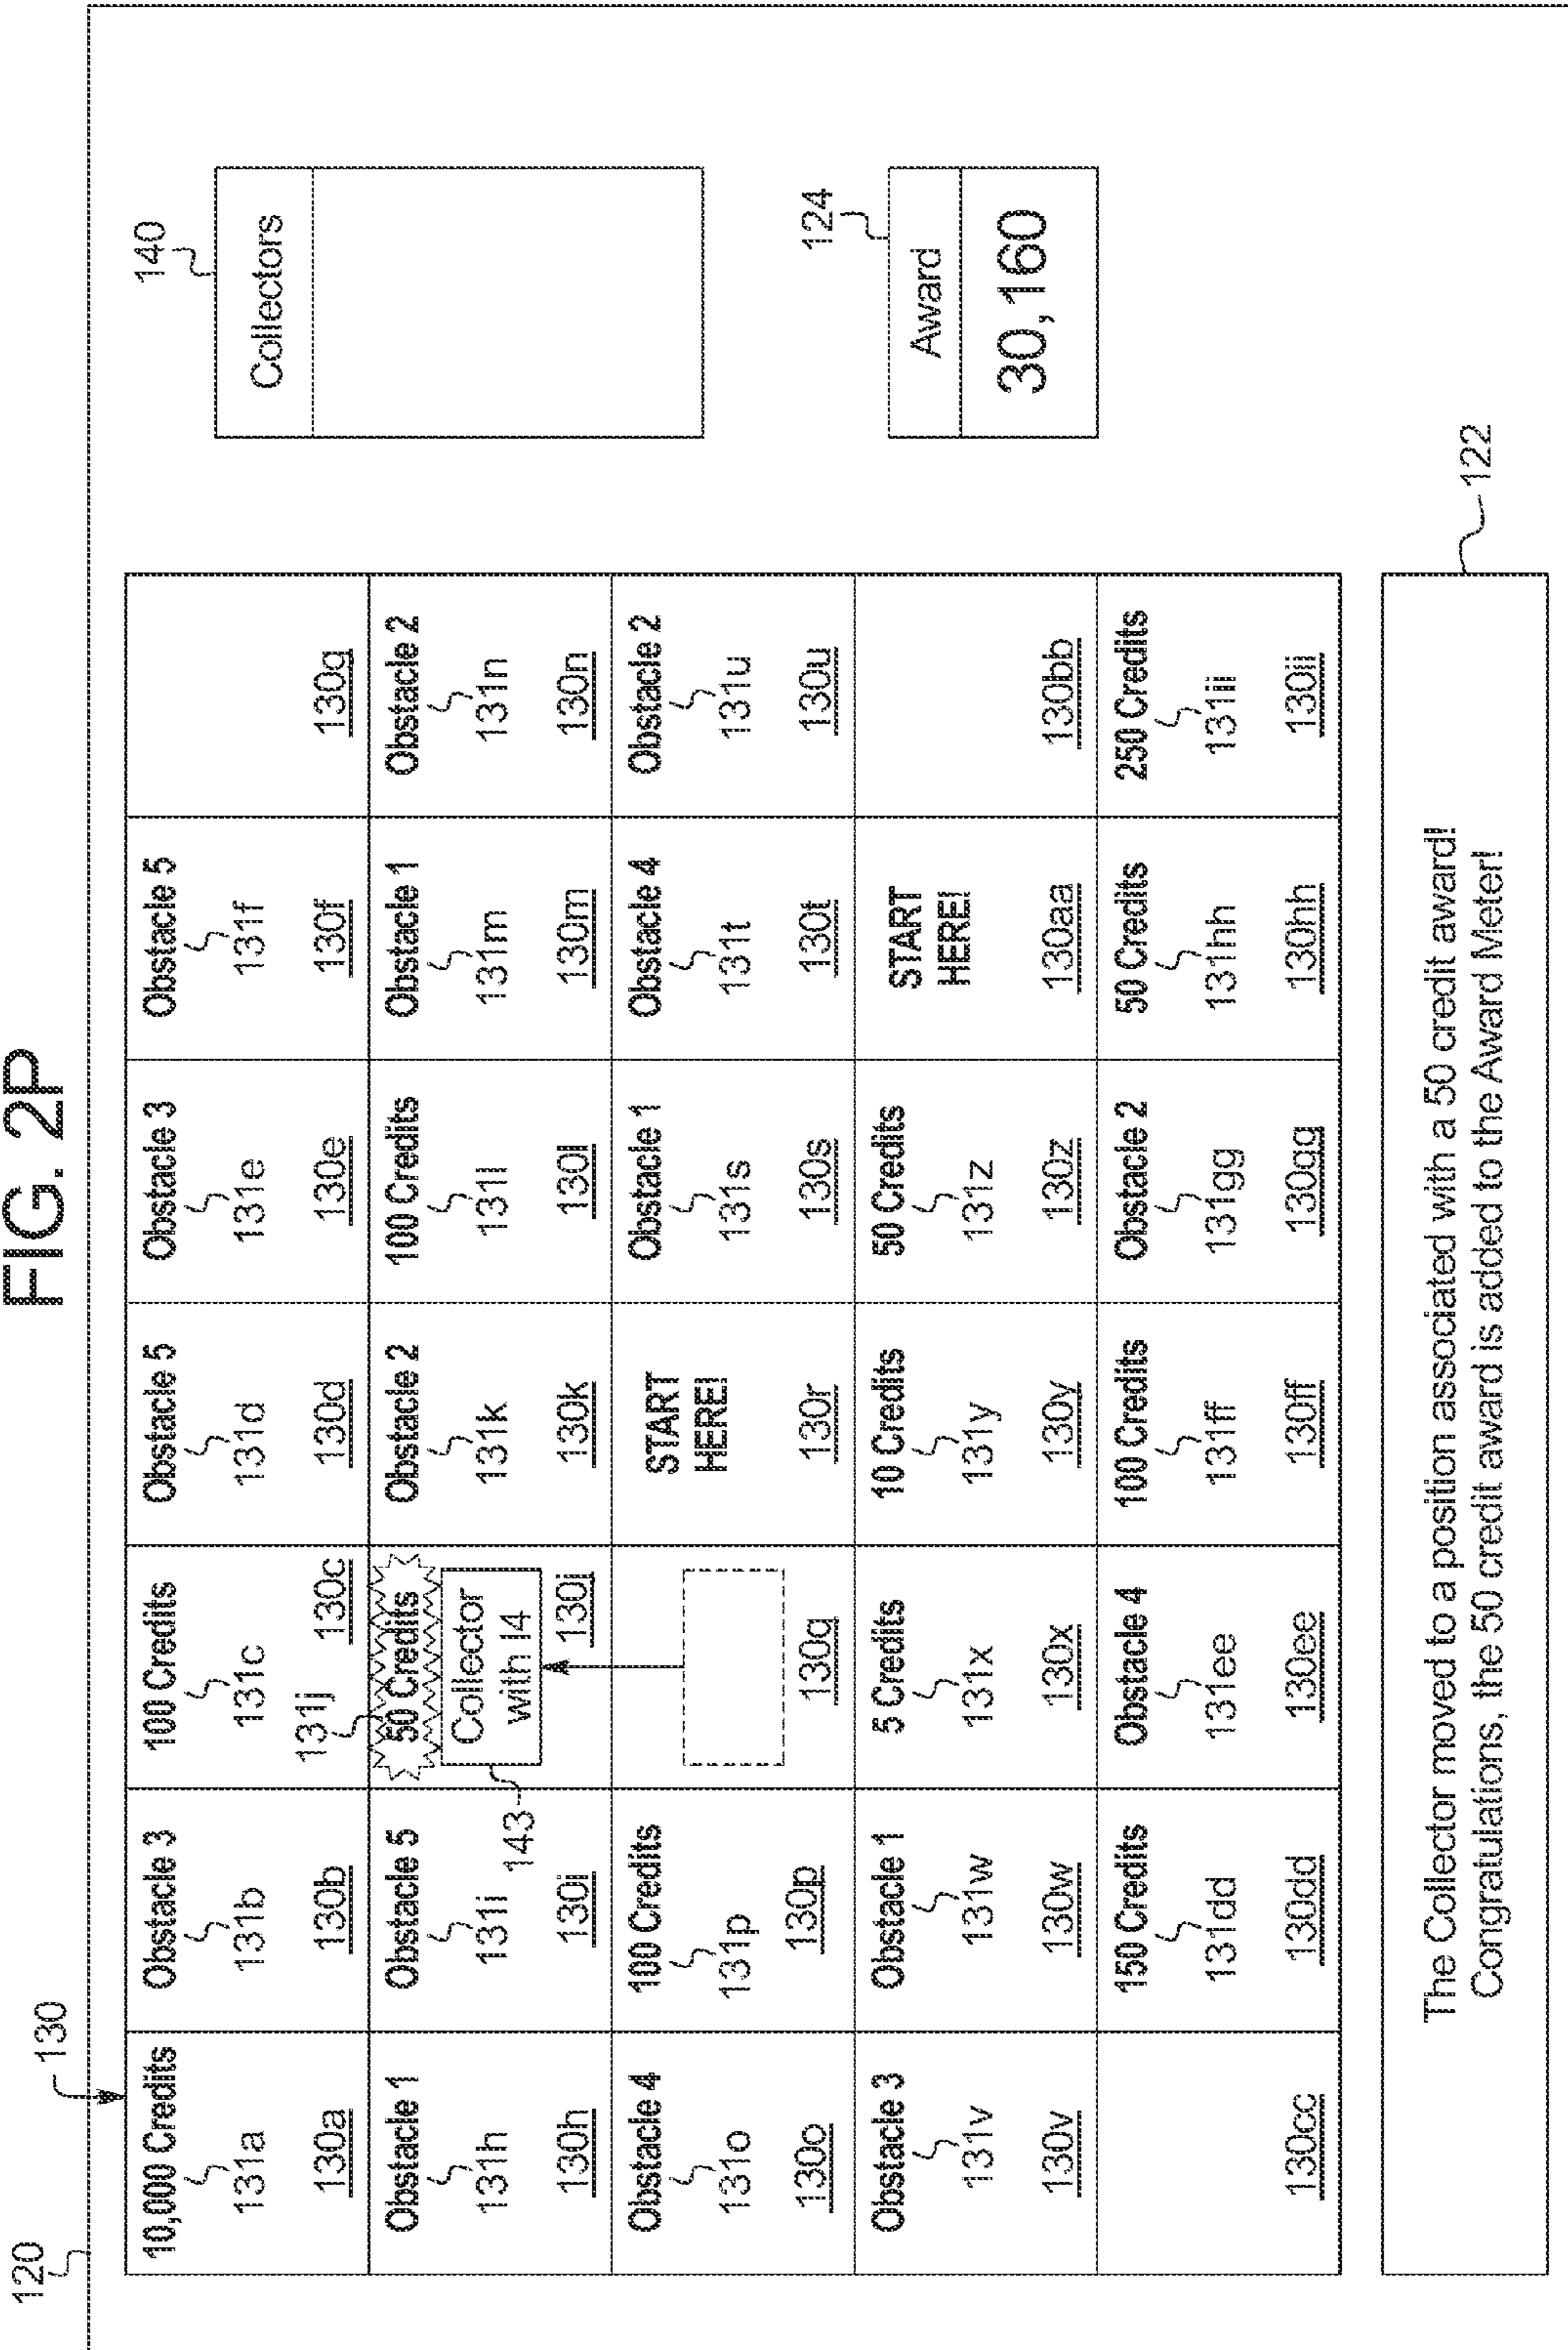 FIG. 2P
120
130
10,000 Credits
131a
130a
Obstacle 3
131b
130b
100 Credits
131c
130c
Obstacle 5
131d
130d
Obstacle 3
131e
130e
Obstacle 5
131f
130f
130g
Obstacle 1
131h
130h
Obstacle 5
131i
130i
131j
50 Credits
Collector
with I4
143
130j
Obstacle 2
131k
130k
100 Credits
131l
130l
Obstacle 1
131m
130m
Obstacle 2
131n
130n
Obstacle 4
131o
130o
100 Credits
131p
130p
130q
START
HERE!
130r
Obstacle 1
131s
130s
Obstacle 4
131t
130t
Obstacle 2
131u
130u
Obstacle 3
131v
130v
Obstacle 1
131w
130w
5 Credits
131x
130x
10 Credits
131y
130y
50 Credits
131z
130z
START
HERE!
130aa
130bb
130cc
150 Credits
131dd
130dd
Obstacle 4
131ee
130ee
100 Credits
131ff
130ff
Obstacle 2
131gg
130gg
50 Credits
131hh
130hh
250 Credits
131ii
130ii
140
Collectors
124
Award
30,160
The Collector moved to a position associated with a 50 credit award!
Congratulations, the 50 credit award is added to the Award Meter!
122